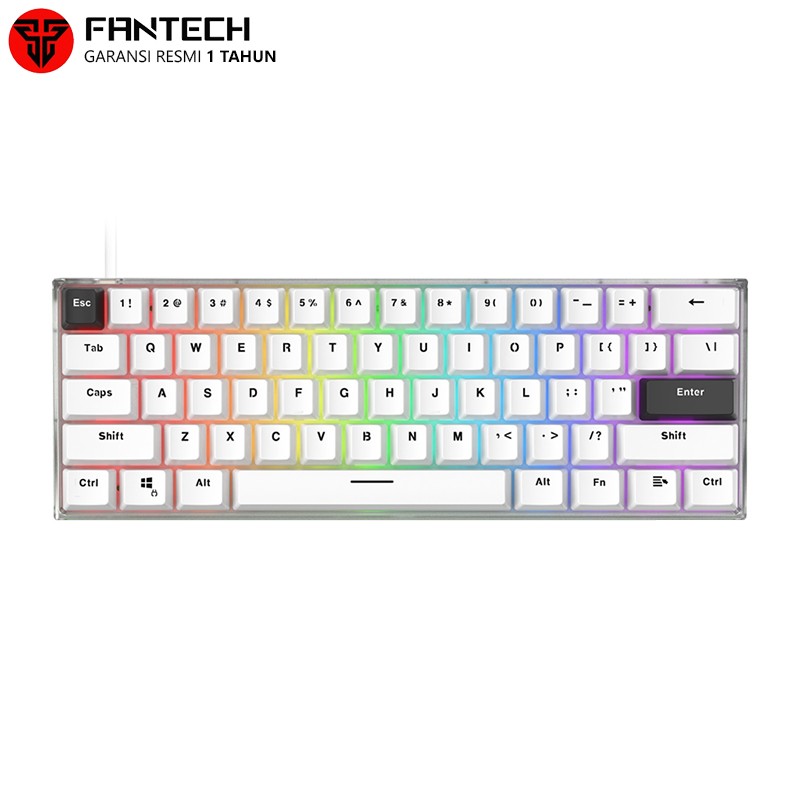 FANTECH
GARANSI RESMI 1 TAHUN
Esc 1 ! 2 @ 3 # 4 $ 5 % 6 ^ 7 & 8 * 9 ( 0 ) ~ — = + ←
Tab Q W E R T Y U I O P [ { ] } \ |
Caps A S D F G H J K L ; : ' " Enter
Shift Z X C V B N M , < . > / ? Shift
Ctrl Alt Alt Fn Ctrl